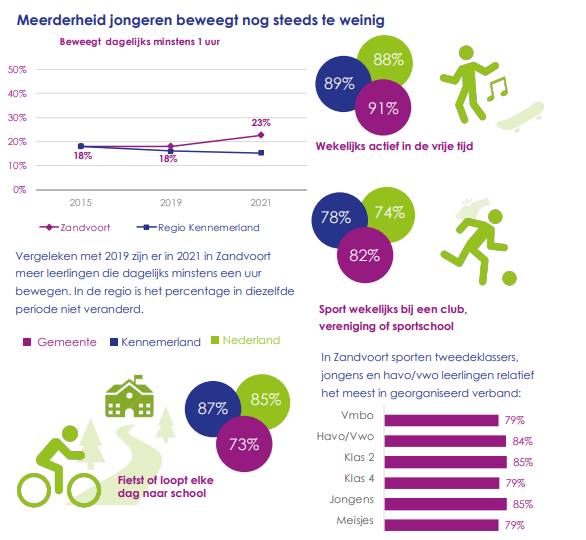 Meerderheid jongeren beweegt nog steeds te weinig
Beweegt dagelijks minstens 1 uur
50%
40%
30%
20%
10%
0%
18%
18%
23%
2015
2019
2021
Zandvoort
Regio Kennemerland
Vergeleken met 2019 zijn er in 2021 in Zandvoort
meer leerlingen die dagelijks minstens een uur
bewegen. In de regio is het percentage in diezelfde
periode niet veranderd.
Gemeente
Kennemerland
Nederland
87%
85%
73%
Fietst of loopt elke
dag naar school
88%
89%
91%
Wekelijks actief in de vrije tijd
78%
74%
82%
Sport wekelijks bij een club,
vereniging of sportschool
In Zandvoort sporten tweedeklassers,
jongens en havo/vwo leerlingen relatief
het meest in georganiseerd verband:
Vmbo 79%
Havo/Vwo 84%
Klas 2 85%
Klas 4 79%
Jongens 85%
Meisjes 79%